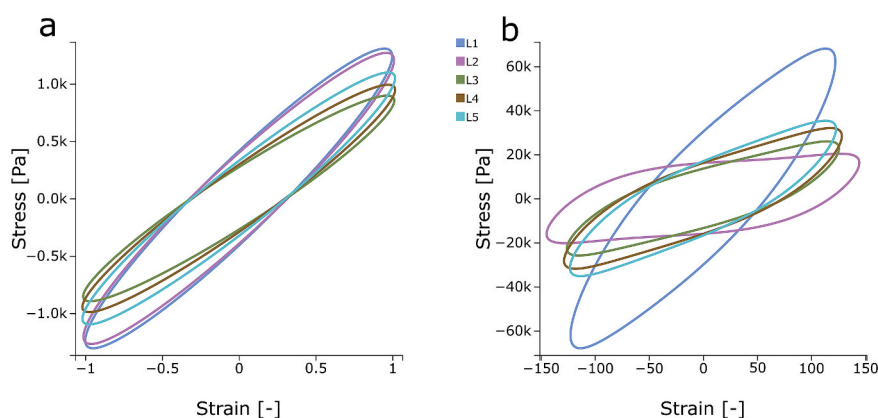 a
b
L1
L2
L3
L4
L5
Stress [Pa]
1.0k
0.5k
0.0k
−0.5k
−1.0k
−1
−0.5
0
0.5
1
Strain [-]
Stress [Pa]
60k
40k
20k
0k
−20k
−40k
−60k
−150
−100
−50
0
50
100
150
Strain [-]